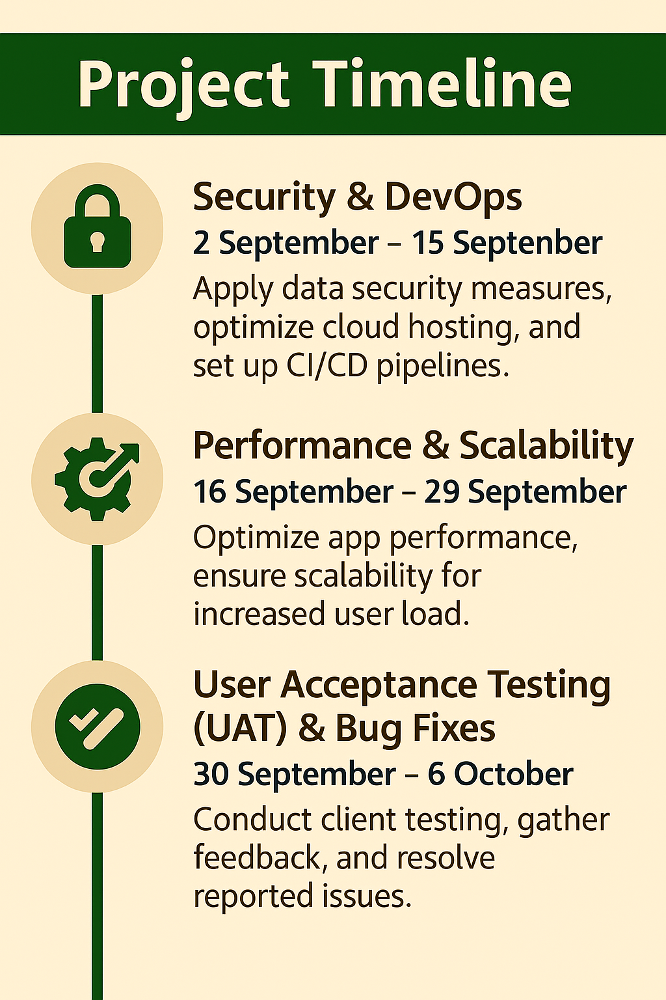 Project Timeline
Security & DevOps
2 September – 15 Septenber
Apply data security measures,
optimize cloud hosting, and
set up CI/CD pipelines.
Performance & Scalability
16 September – 29 September
Optimize app performance,
ensure scalability for
increased user load.
User Acceptance Testing
(UAT) & Bug Fixes
30 September – 6 October
Conduct client testing, gather
feedback, and resolve
reported issues.